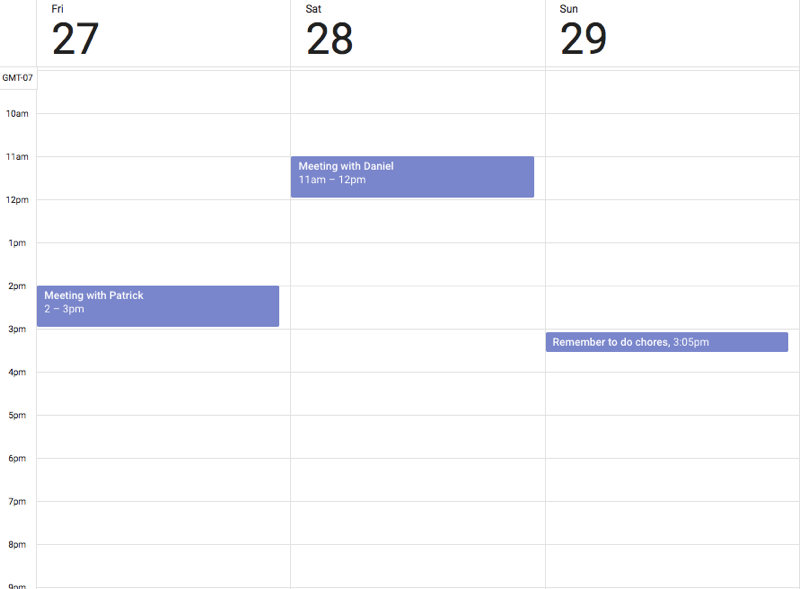 Fri
Sat
Sun
27
28
29
GMT-07
10am
11am
Meeting with Daniel
11am – 12pm
12pm
1pm
2pm
Meeting with Patrick
2 – 3pm
3pm
Remember to do chores, 3:05pm
4pm
5pm
6pm
7pm
8pm
9pm